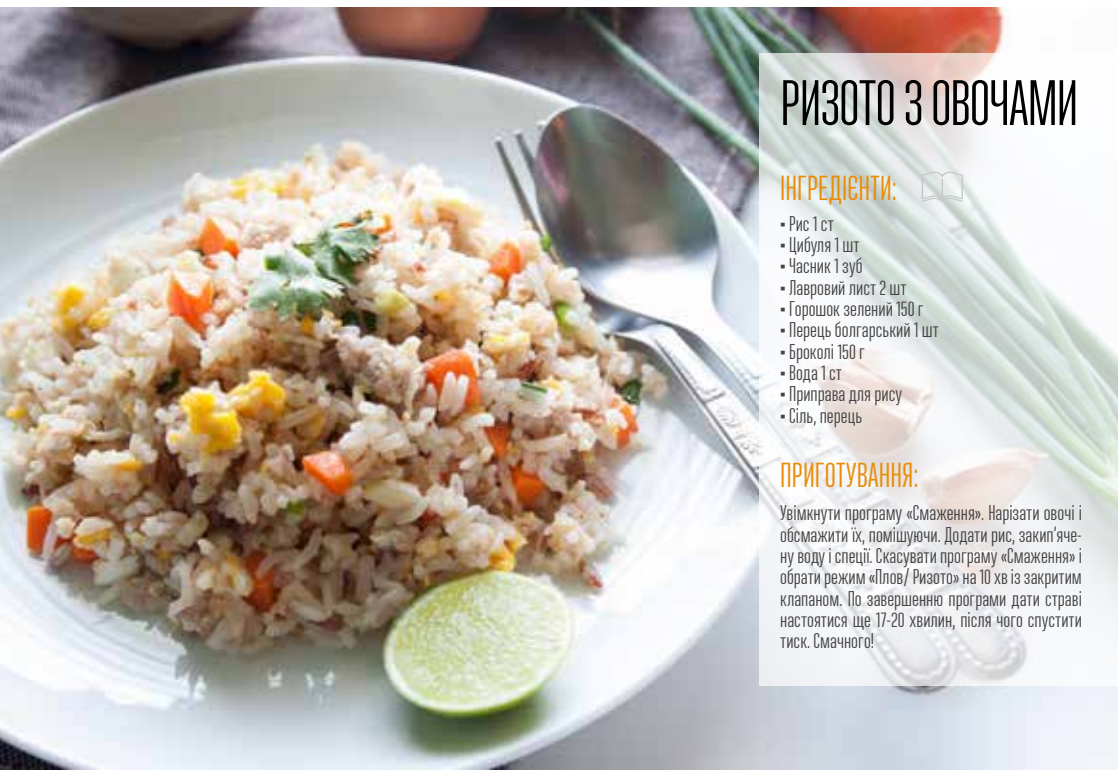 РИЗОТО З ОВОЧАМИ
ІНГРЕДІЄНТИ:
▪ Рис 1 ст
▪ Цибуля 1 шт
▪ Часник 1 зуб
▪ Лавровий лист 2 шт
▪ Горошок зелений 150 г
▪ Перець болгарський 1 шт
▪ Броколі 150 г
▪ Вода 1 ст
▪ Приправа для рису
▪ Сіль, перець
ПРИГОТУВАННЯ:
Увімкнути програму «Смаження». Нарізати овочі і
обсмажити їх, помішуючи. Додати рис, закип’яче-
ну воду і спеції. Скасувати програму «Смаження» і
обрати режим «Плов/ Ризото» на 10 хв із закритим
клапаном. По завершенню програми дати страві
настоятися ще 17-20 хвилин, після чого спустити
тиск. Смачного!